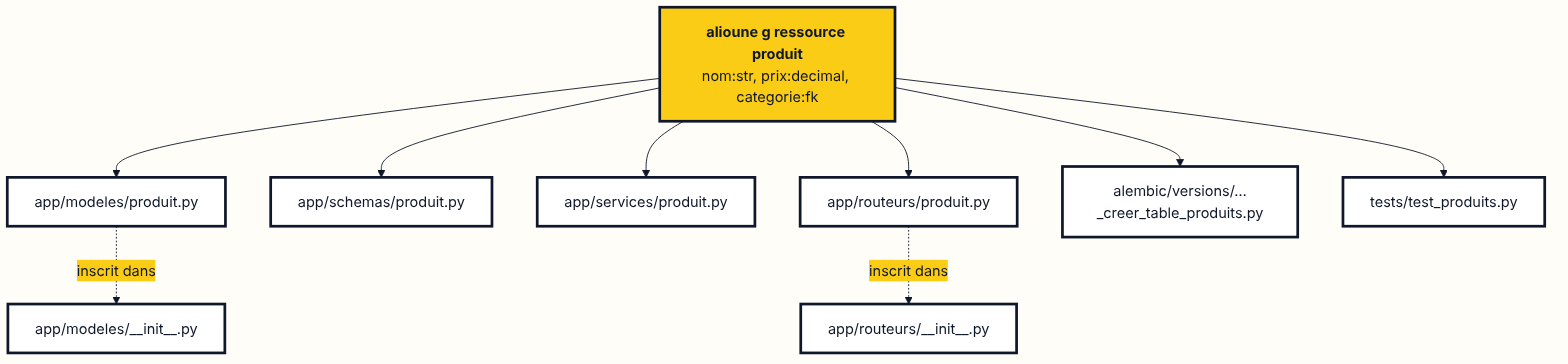 alioune g ressource
produit
nom:str, prix:decimal,
categorie:fk
app/modeles/produit.py
app/schemas/produit.py
app/services/produit.py
app/routeurs/produit.py
alembic/versions/...
_creer_table_produits.py
tests/test_produits.py
inscrit dans
inscrit dans
app/modeles/__init__.py
app/routeurs/__init__.py